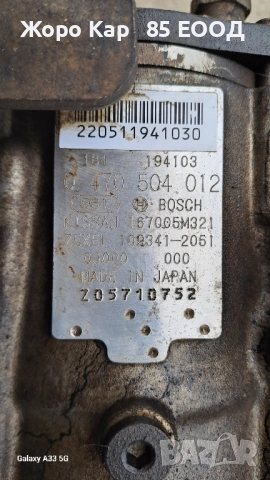 Жоро Кар 85 ЕООД
220511941030
194103
0 470 504 012
BOSCH
167005M321
109341-2051
000
MADE IN JAPAN
Z05710752
Galaxy A33 5G
BAZAR